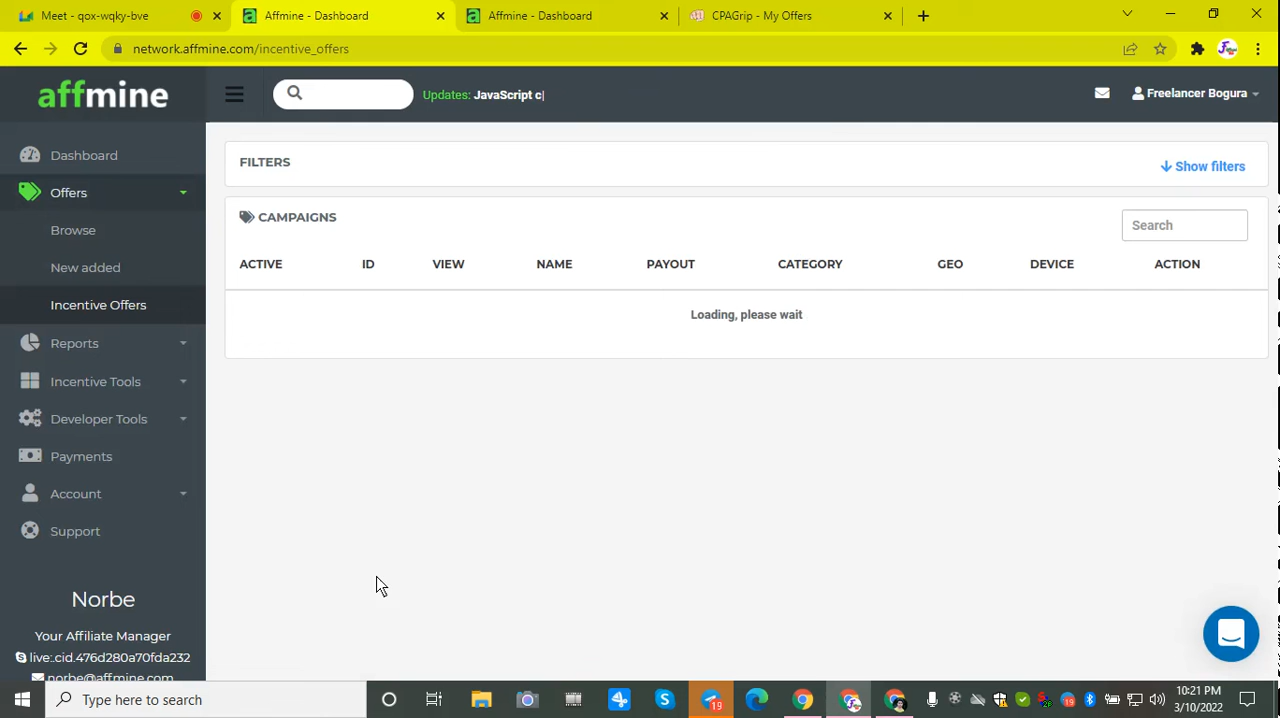 Meet - qox-wqky-bve
Affmine - Dashboard
Affmine - Dashboard
CPAGrip - My Offers
network.affmine.com/incentive_offers
affmine
Updates: JavaScript c|
Freelancer Bogura
Dashboard
Offers
Browse
New added
Incentive Offers
Reports
Incentive Tools
Developer Tools
Payments
Account
Support
Norbe
Your Affiliate Manager
live:.cid.476d280a70fda232
norbe@affmine.com
FILTERS
Show filters
CAMPAIGNS
Search
ACTIVE ID VIEW NAME PAYOUT CATEGORY GEO DEVICE ACTION
Loading, please wait
Type here to search
19
10:21 PM
3/10/2022